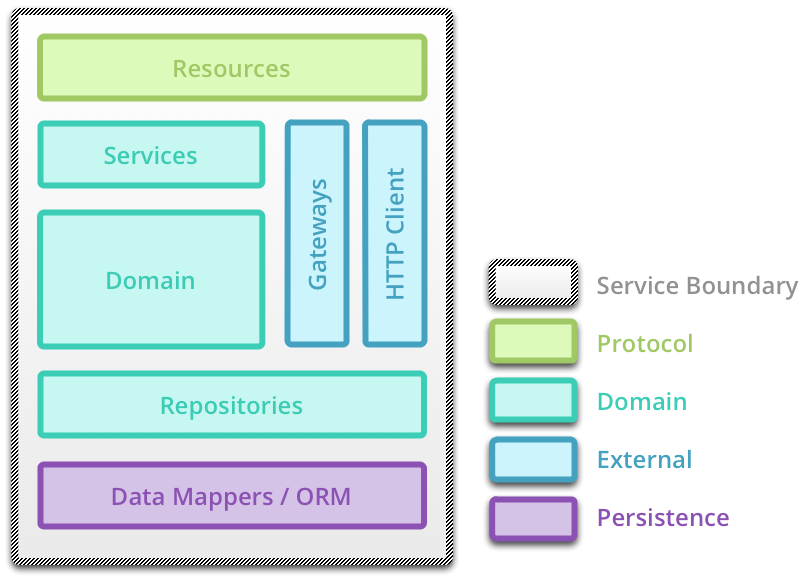 Resources
Services
Gateways
HTTP Client
Domain
Repositories
Data Mappers / ORM
Service Boundary
Protocol
Domain
External
Persistence